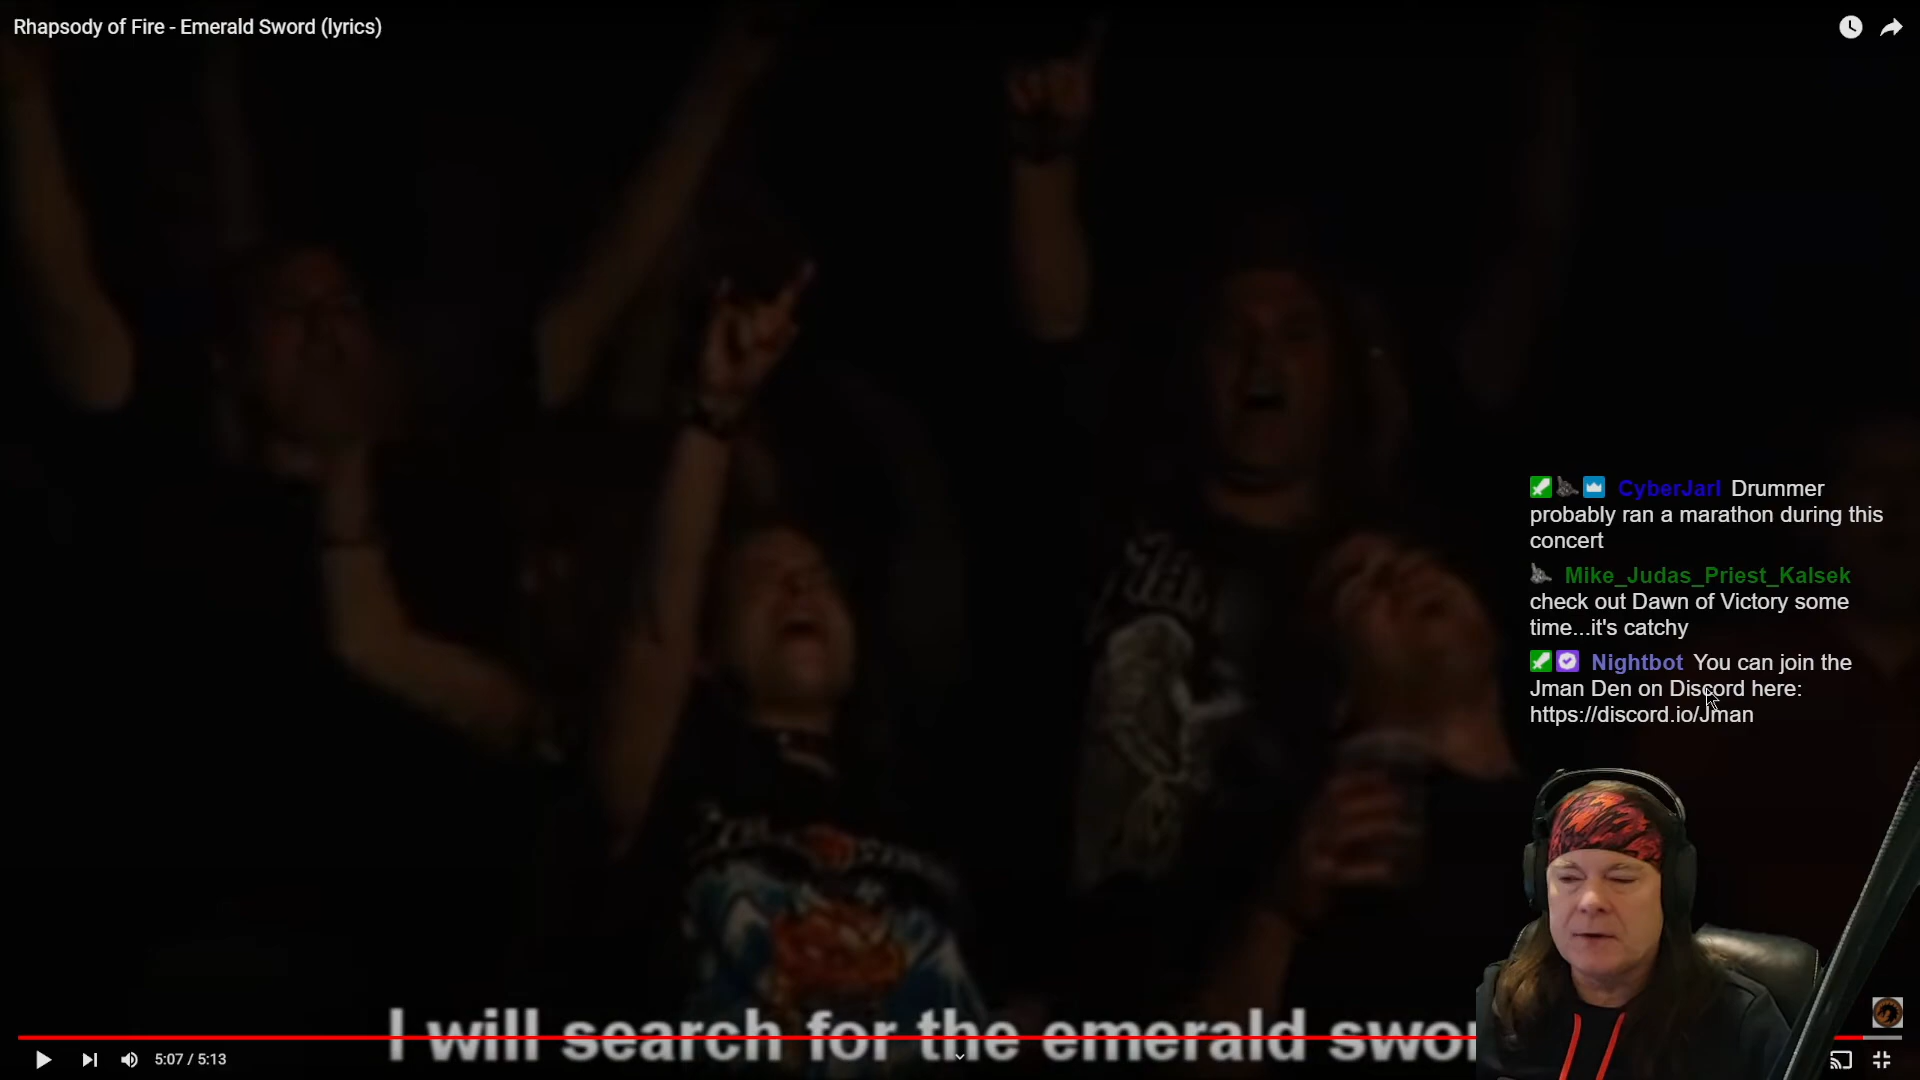 Rhapsody of Fire - Emerald Sword (lyrics)
CyberJarl Drummer
probably ran a marathon during this
concert
Mike_Judas_Priest_Kalsek
check out Dawn of Victory some
time...it's catchy
Nightbot You can join the
Jman Den on Discord here:
https://discord.io/Jman
I will search for the emerald swor
5:07 / 5:13